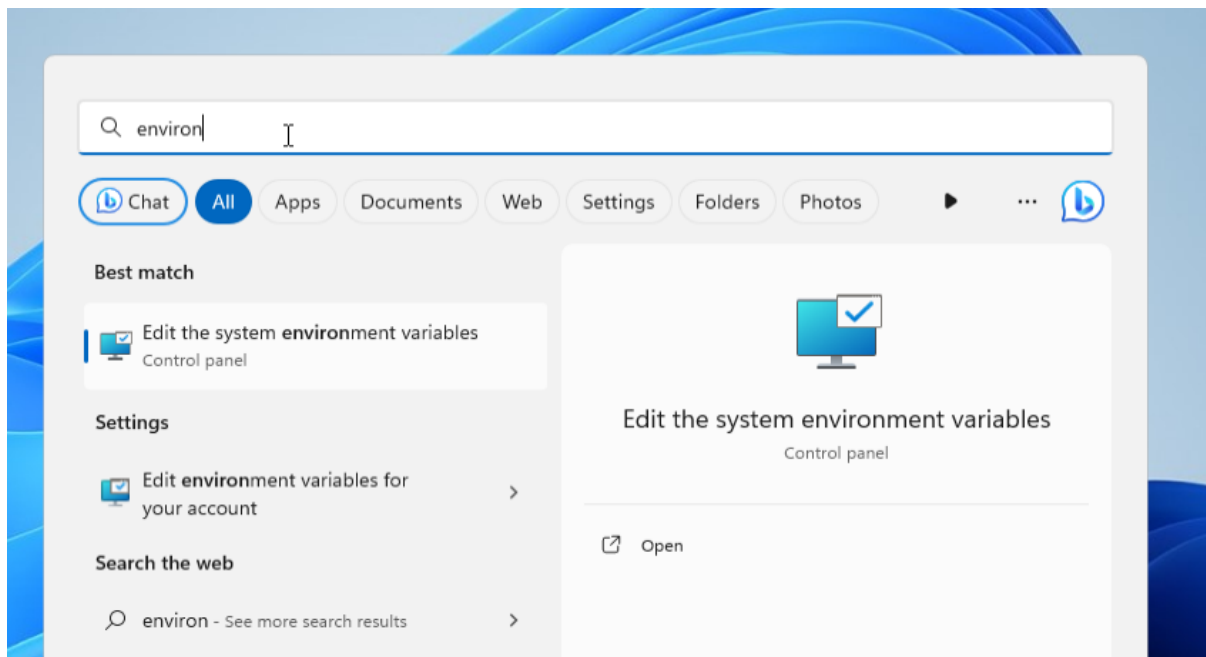 environ
Chat
All
Apps
Documents
Web
Settings
Folders
Photos
Best match
Edit the system environment variables
Control panel
Settings
Edit environment variables for
your account
Search the web
environ - See more search results
Edit the system environment variables
Control panel
Open